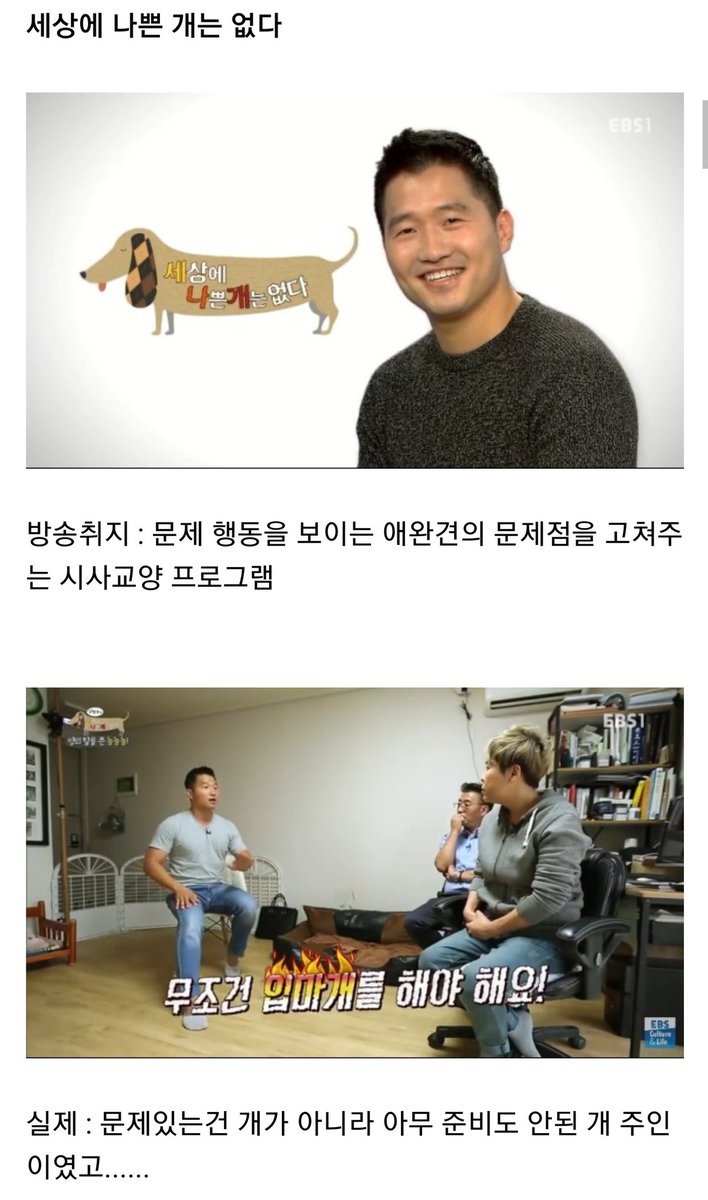 세상에 나쁜 개는 없다
EBS1
세상에
나쁜개는없다
방송취지 : 문제 행동을 보이는 애완견의 문제점을 고쳐주
는 시사교양 프로그램
EBS1
무조건 입마개를 해야 해요!
EBS
Culture
& Life
실제 : 문제있는건 개가 아니라 아무 준비도 안된 개 주인
이였고......